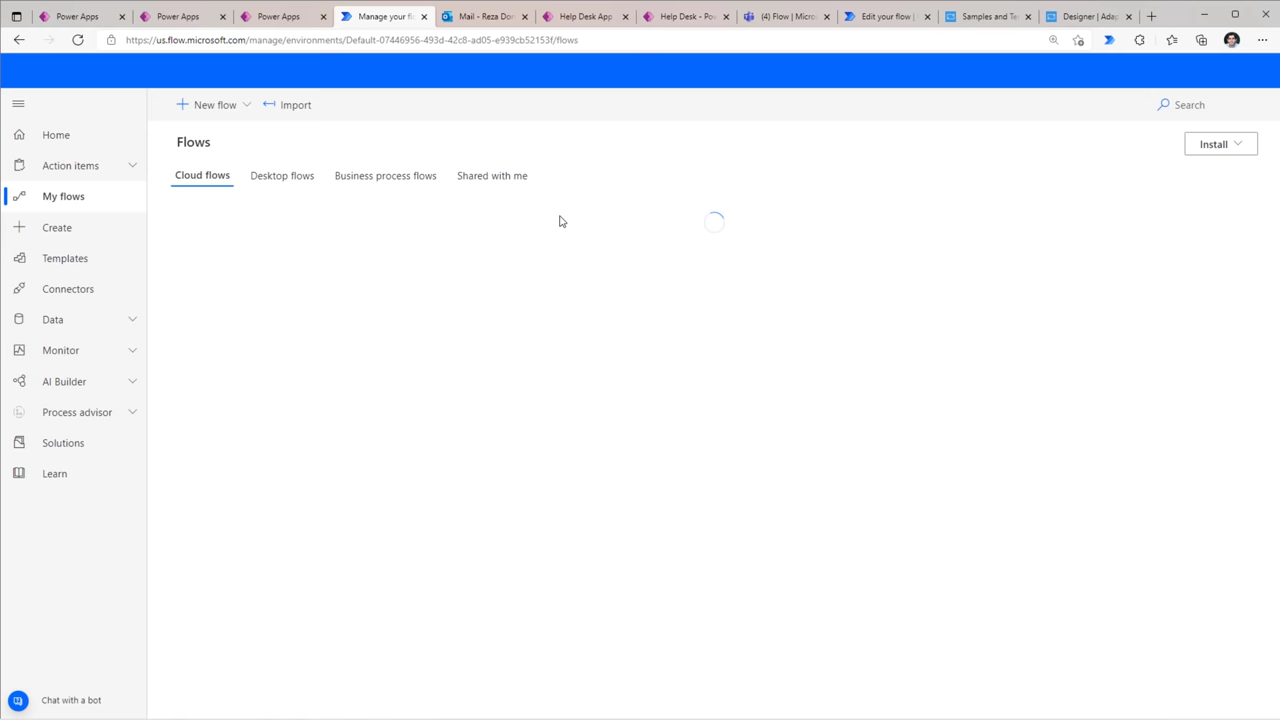 Power Apps
Power Apps
Power Apps
Manage your fl
Mail - Reza Dor
Help Desk App
Help Desk - Po
(4) Flow | Micro
Edit your flow |
Samples and Te
Designer | Adap
https://us.flow.microsoft.com/manage/environments/Default-07446956-493d-42c8-ad05-e939cb52153f/flows
New flow
Import
Search
Home
Action items
My flows
Create
Templates
Connectors
Data
Monitor
AI Builder
Process advisor
Solutions
Learn
Flows
Install
Cloud flows
Desktop flows
Business process flows
Shared with me
Chat with a bot